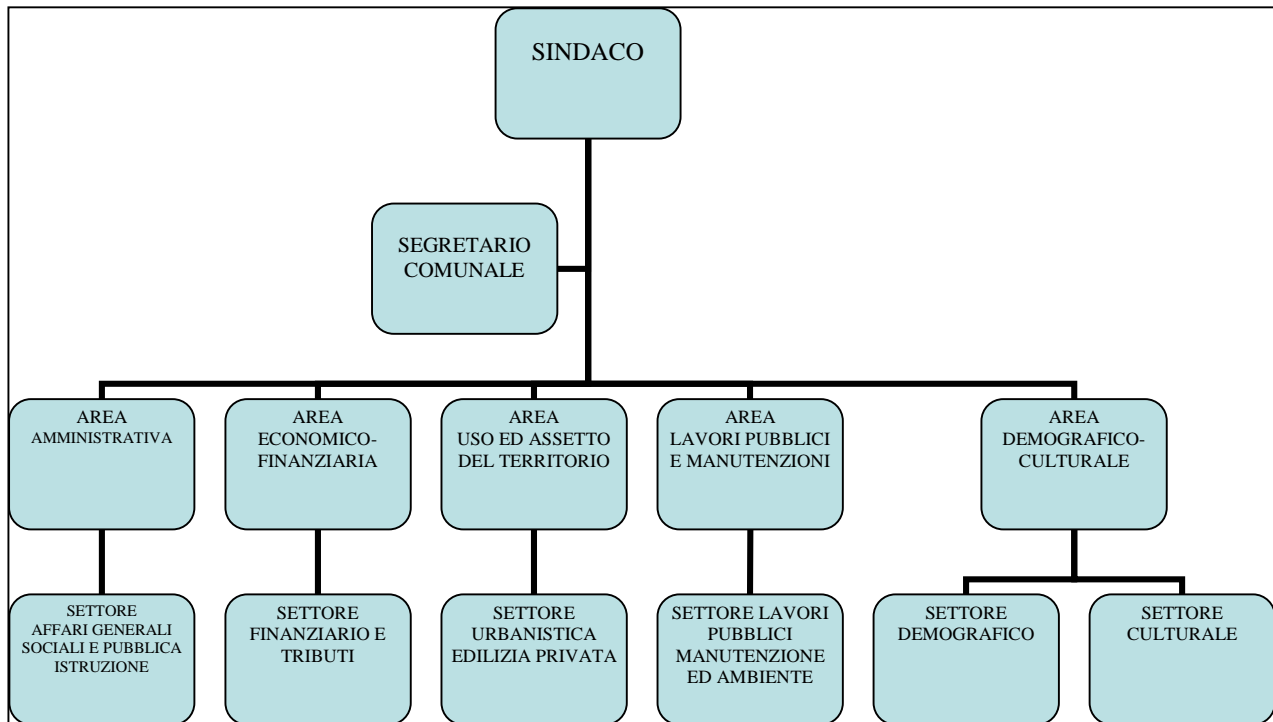 SINDACO
SEGRETARIO
COMUNALE
AREA
AMMINISTRATIVA
AREA
ECONOMICO-
FINANZIARIA
AREA
USO ED ASSETTO
DEL TERRITORIO
AREA
LAVORI PUBBLICI
E MANUTENZIONI
AREA
DEMOGRAFICO-
CULTURALE
SETTORE
AFFARI GENERALI
SOCIALI E PUBBLICA
ISTRUZIONE
SETTORE
FINANZIARIO E
TRIBUTI
SETTORE
URBANISTICA
EDILIZIA PRIVATA
SETTORE LAVORI
PUBBLICI
MANUTENZIONE
ED AMBIENTE
SETTORE
DEMOGRAFICO
SETTORE
CULTURALE